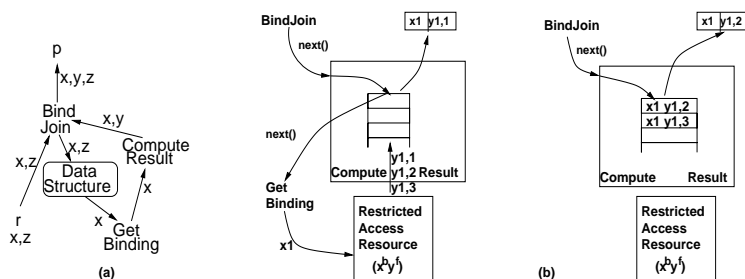 p
x,y,z
Bind
Join
x,y
x,z
x,z
Compute
Result
Data
Structure
x
x
r
x,z
Get
Binding
(a)
BindJoin
next()
x1 y1,1
next()
Compute Result
y1,1
y1,2
y1,3
Get
Binding
x1
Restricted
Access
Resource
(x^b y^f)
BindJoin
next()
x1 y1,2
x1 y1,2
x1 y1,3
Compute Result
Restricted
Access
Resource
(x^b y^f)
(b)